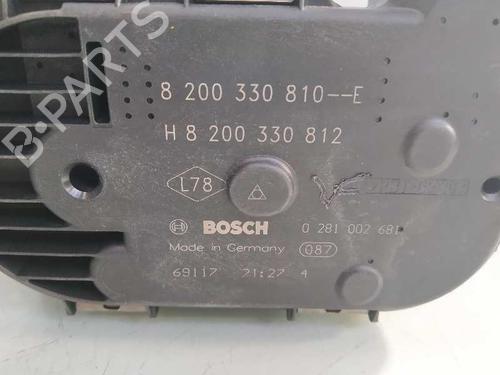 8 200 330 810--E
H 8 200 330 812
L78
BOSCH 0 281 002 681
Made in Germany 087
69117 21:27 4
B-PARTS